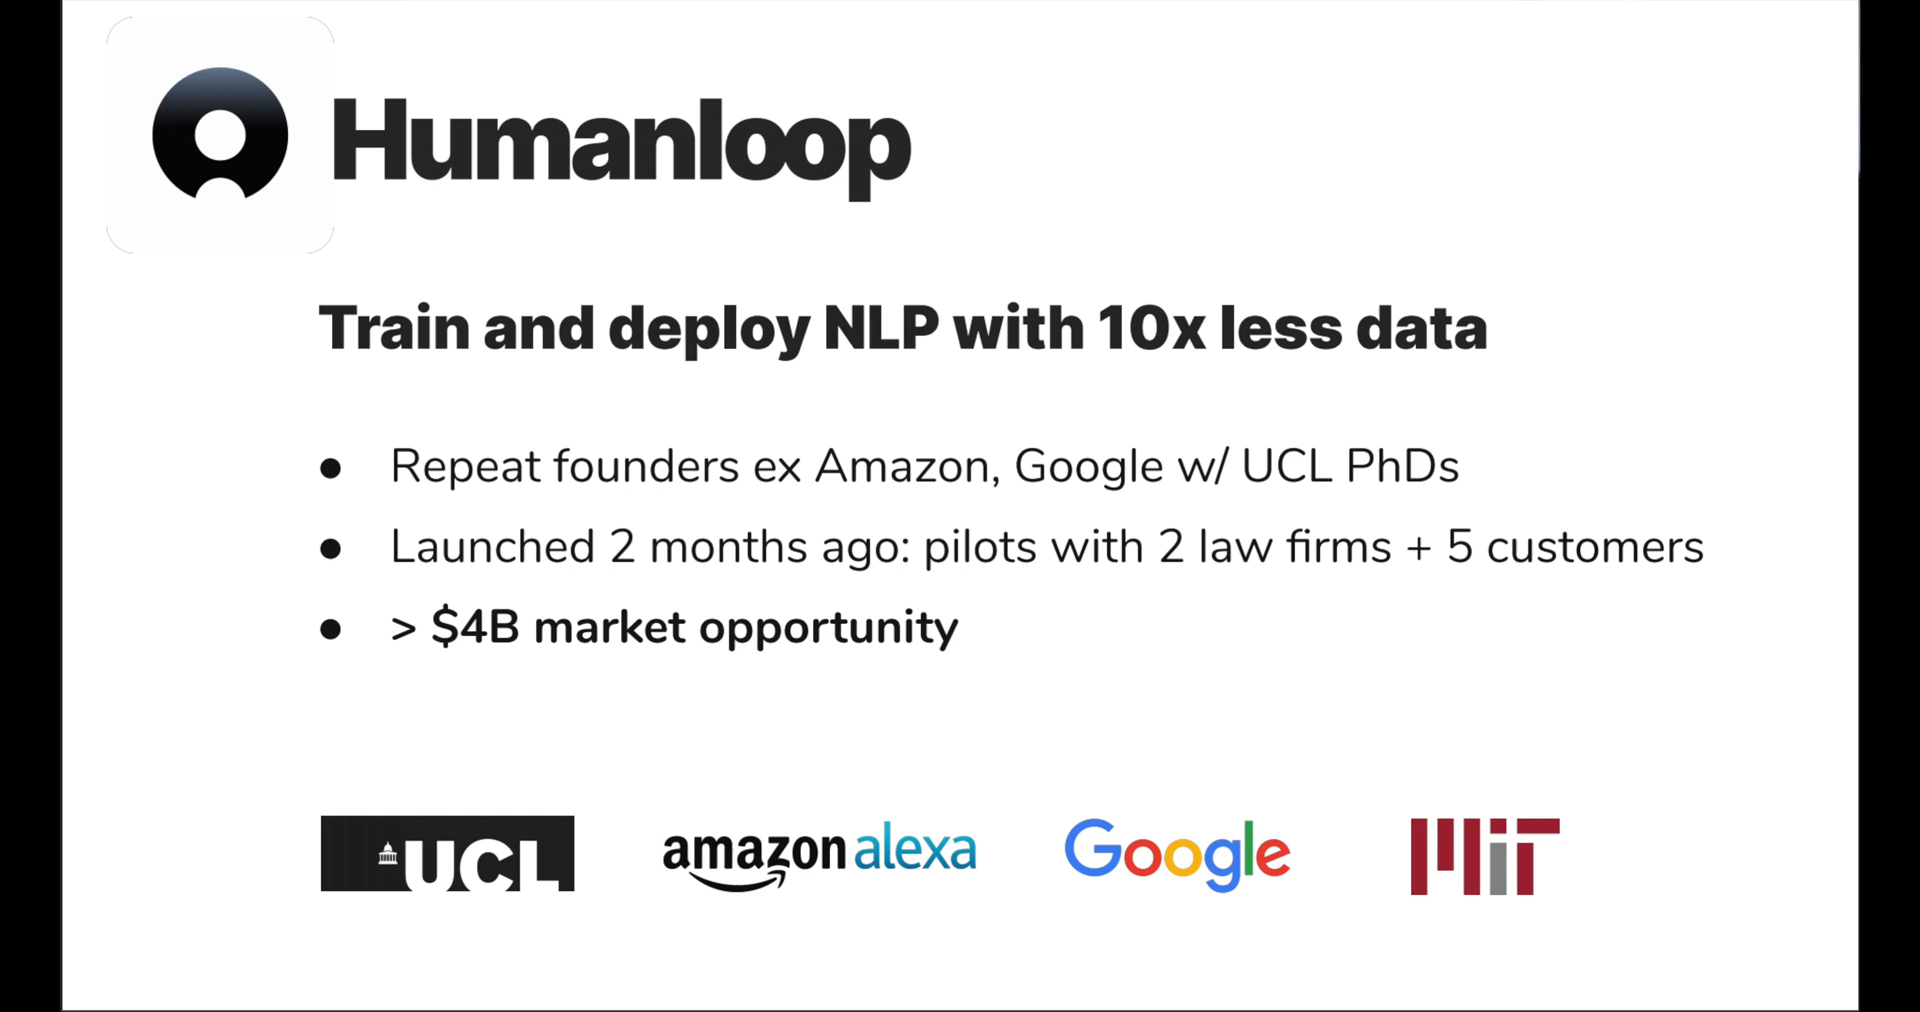 Humanloop
Train and deploy NLP with 10x less data
● Repeat founders ex Amazon, Google w/ UCL PhDs
● Launched 2 months ago: pilots with 2 law firms + 5 customers
● > $4B market opportunity
UCL amazon alexa Google MiT